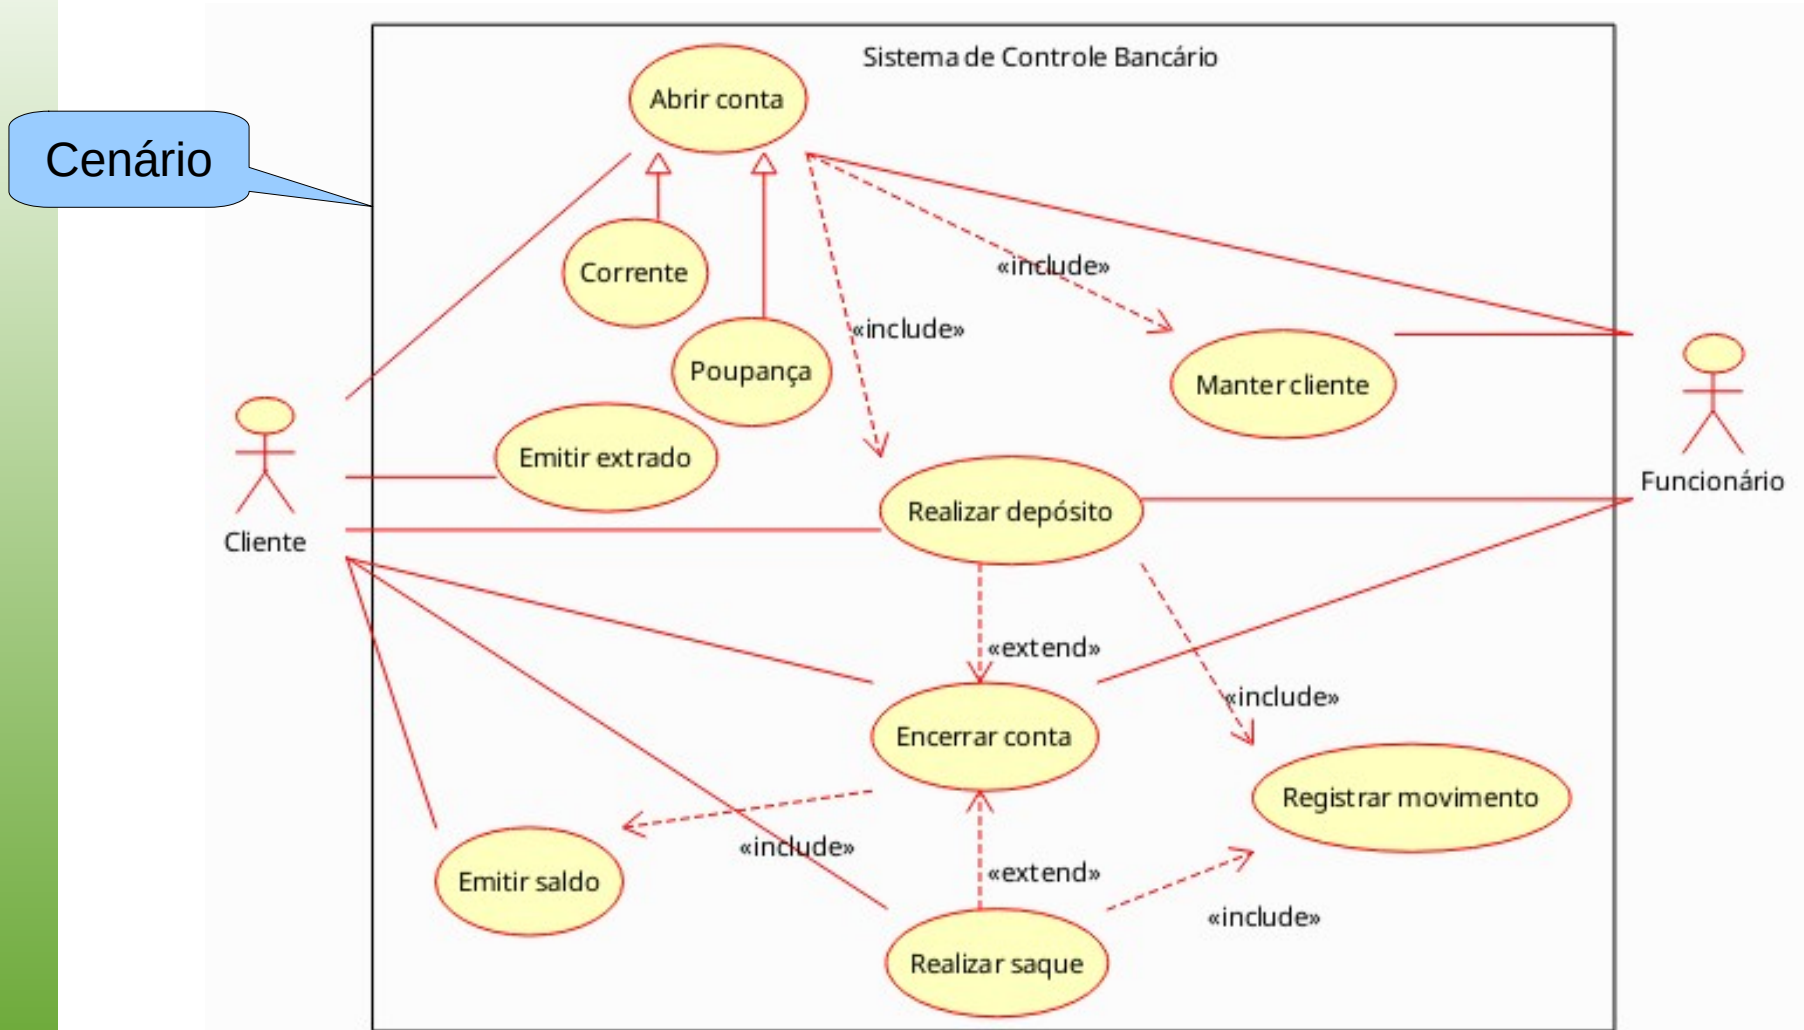 Sistema de Controle Bancário
Abrir conta
Cenário
Corrente
«include»
«include»
Poupança
Manter cliente
Emitir extrado
Funcionário
Realizar depósito
Cliente
«extend»
«include»
Encerrar conta
Registrar movimento
«include»
«extend»
Emitir saldo
«include»
Realizar saque